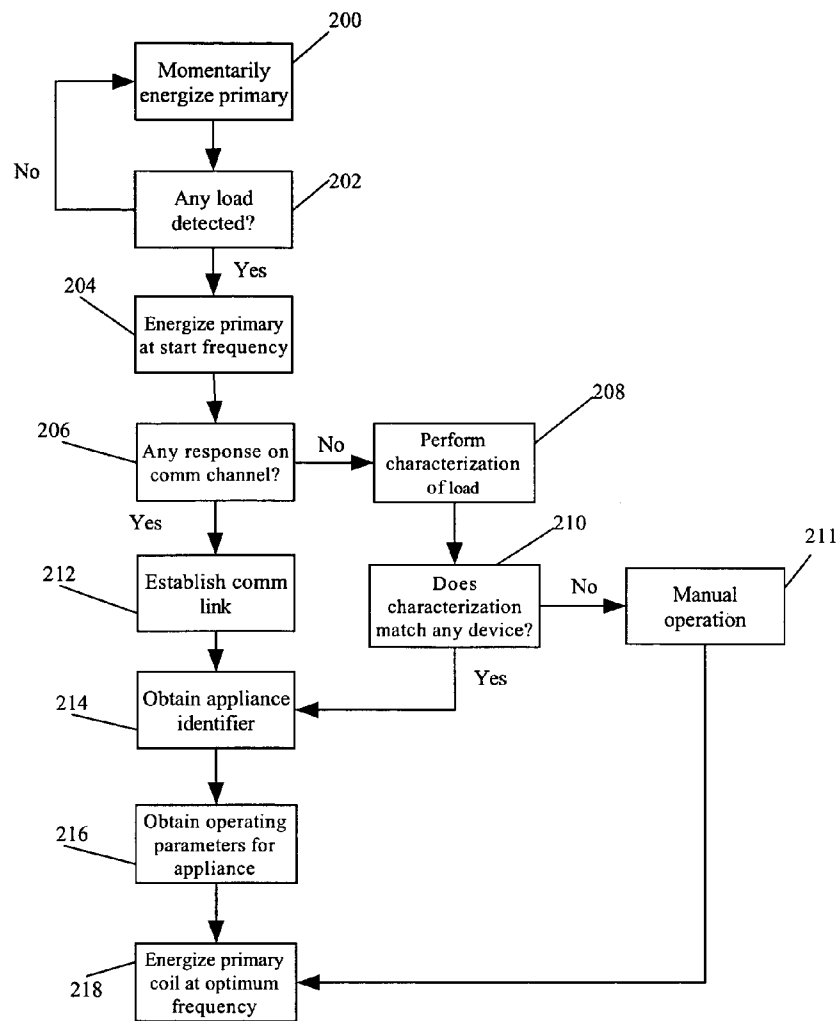 200
Momentarily
energize primary
No
202
Any load
detected?
Yes
204
Energize primary
at start frequency
208
206
Any response on
comm channel?
No
Perform
characterization
of load
Yes
210
211
212
Establish comm
link
Does
characterization
match any device?
No
Manual
operation
Yes
214
Obtain appliance
identifier
216
Obtain operating
parameters for
appliance
218
Energize primary
coil at optimum
frequency